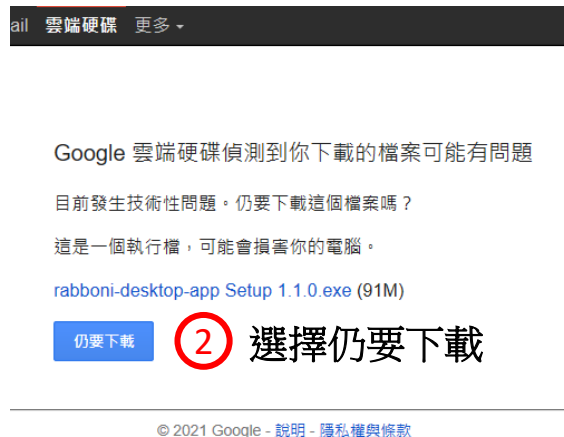 ail 雲端硬碟 更多
Google 雲端硬碟偵測到你下載的檔案可能有問題
目前發生技術性問題。仍要下載這個檔案嗎？
這是一個執行檔，可能會損害你的電腦。
rabboni-desktop-app Setup 1.1.0.exe (91M)
仍要下載 2 選擇仍要下載
© 2021 Google - 說明 - 隱私權與條款